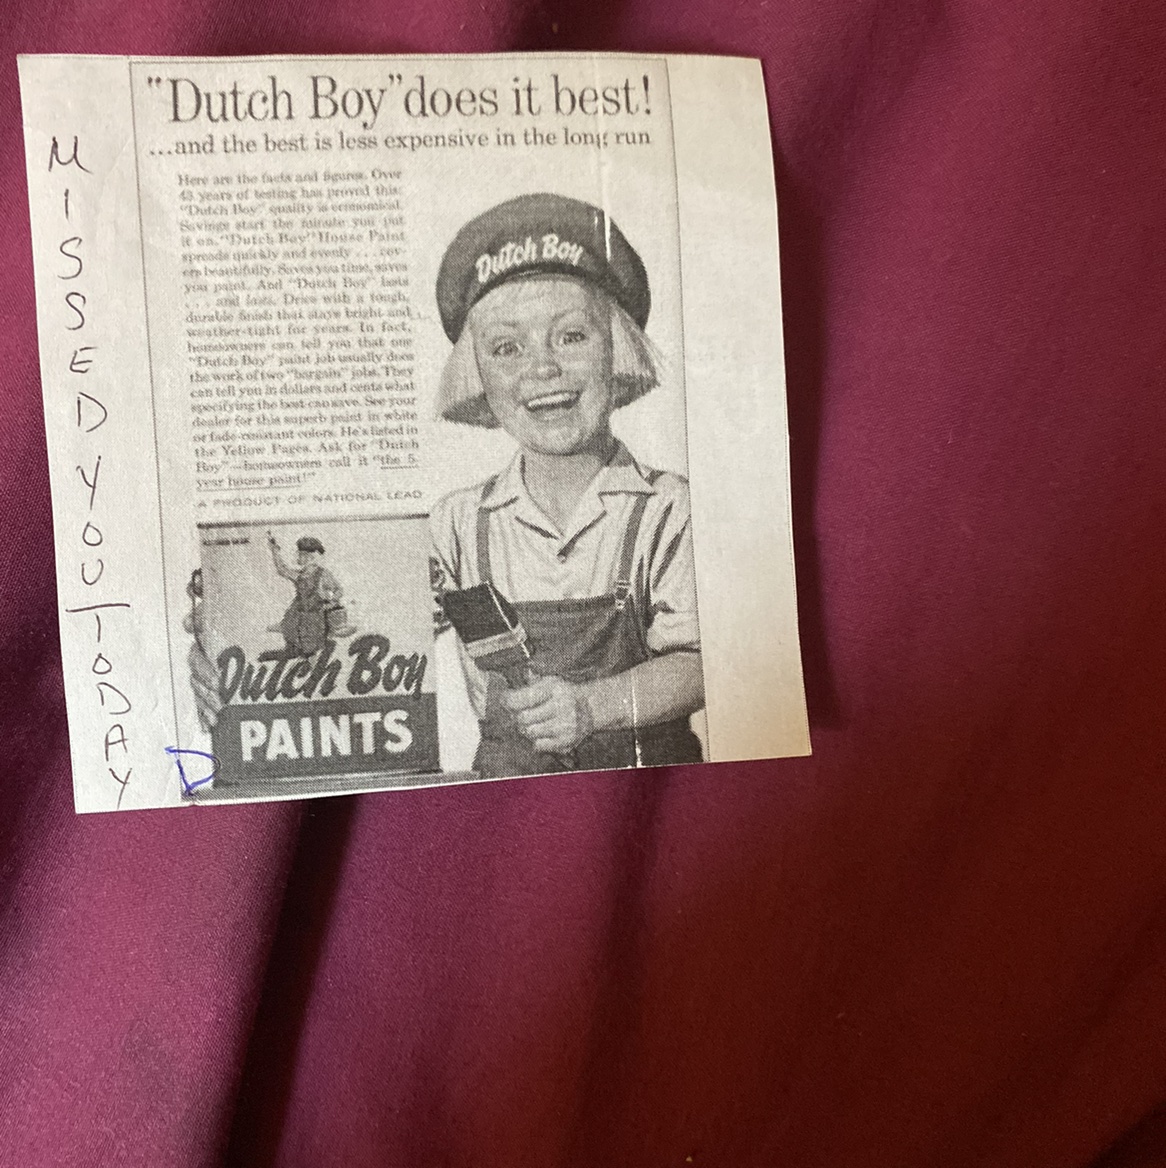 M
I
S
S
E
D
Y
O
U
T
O
D
A
Y
D
"Dutch Boy" does it best!
...and the best is less expensive in the long run
Here are the facts and figures. Over
45 years of testing has proved this:
"Dutch Boy" quality is economical.
Savings start the minute you put
it on. "Dutch Boy" House Paint
spreads quickly and evenly . . . cov-
ers beautifully. Saves you time, saves
you paint. And "Dutch Boy" lasts
. . . and lasts. Dries with a tough,
durable finish that stays bright and
weather-tight for years. In fact,
homeowners can tell you that one
"Dutch Boy" paint job usually does
the work of two "bargain" jobs. They
can tell you in dollars and cents what
specifying the best can save. See your
dealer for this superb paint in white
or fade-resistant colors. He's listed in
the Yellow Pages. Ask for "Dutch
Boy"—homeowners call it "the 5-
year house paint!"
A PRODUCT OF NATIONAL LEAD
Dutch Boy
Dutch Boy
PAINTS